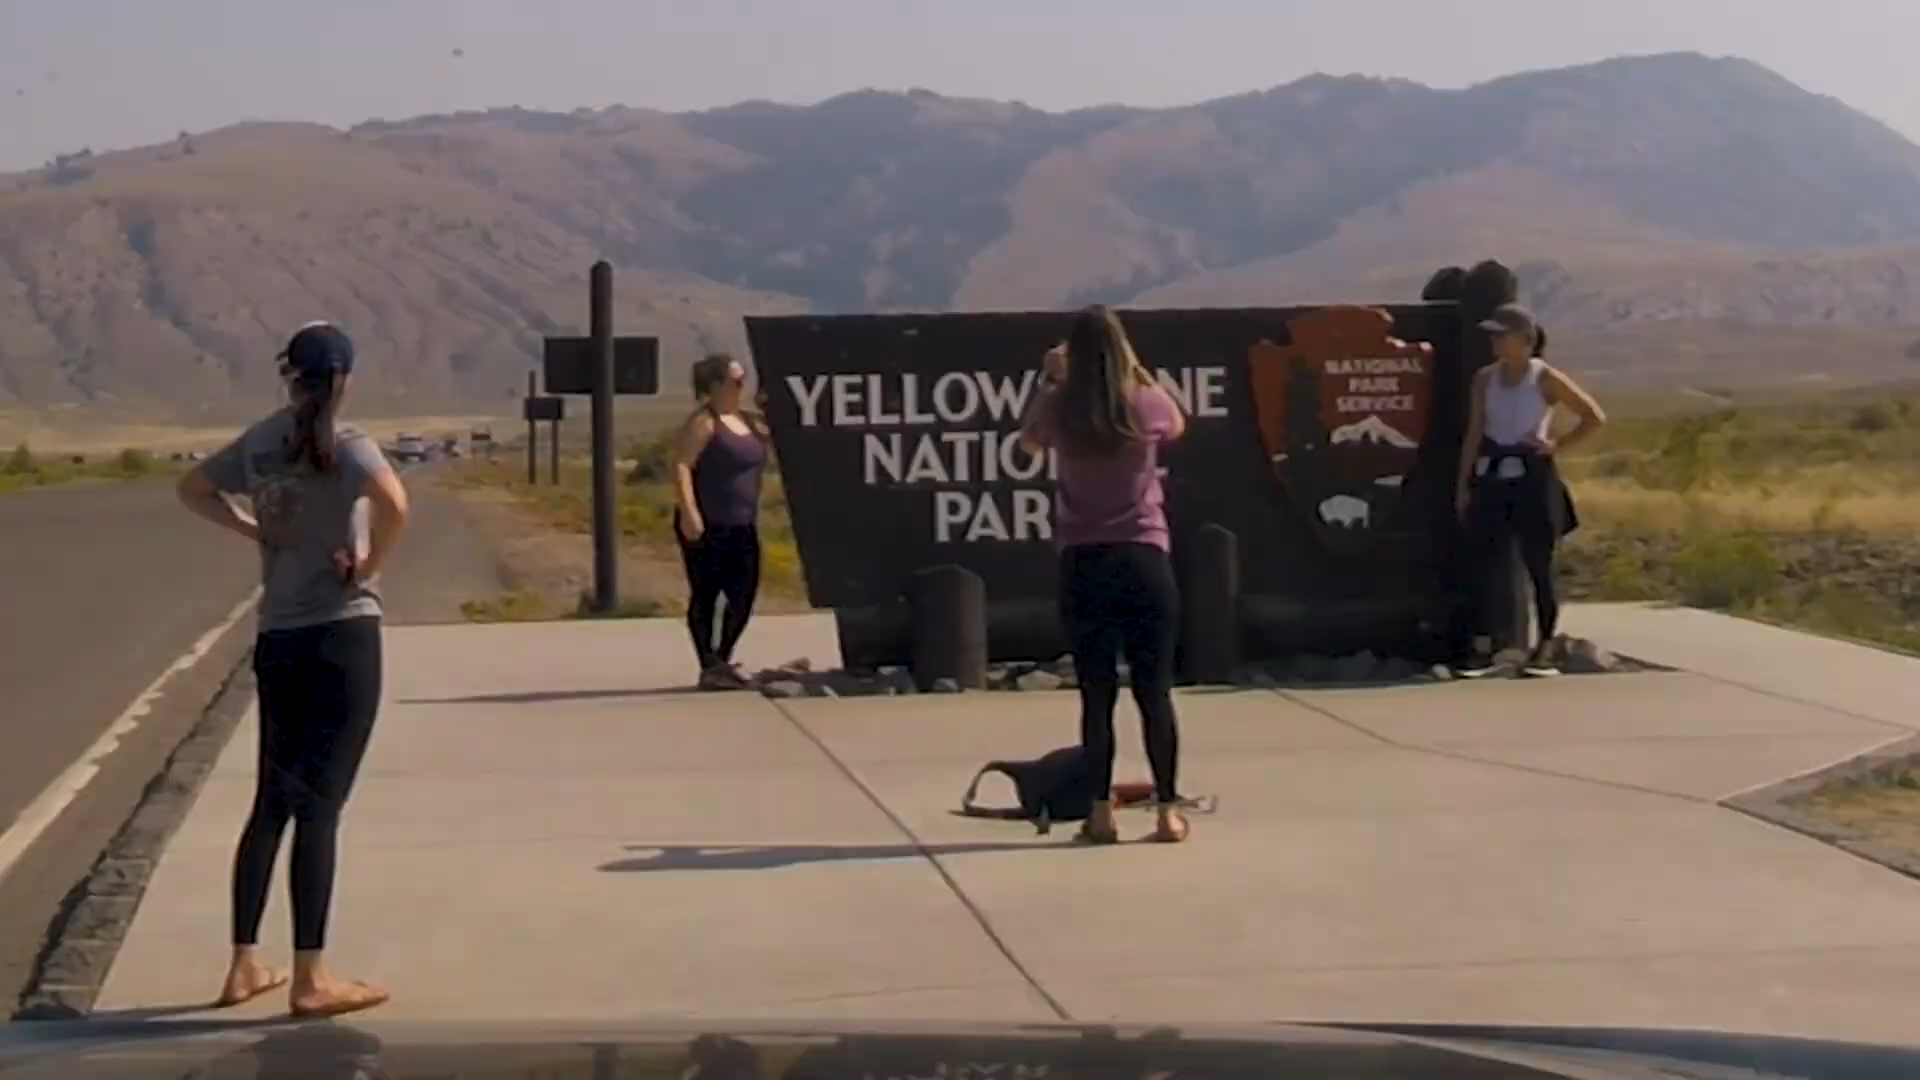 YELLOW NE
NATIO
PAR
NATIONAL
PARK
SERVICE